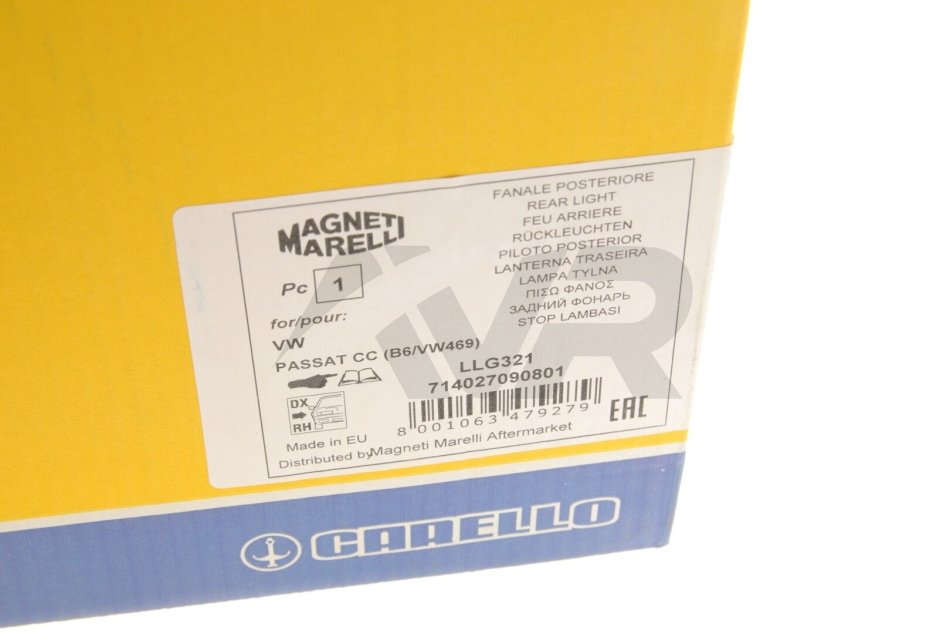 MAGNETI
MARELLI
Pc 1
for/pour:
VW
PASSAT CC (B6/VW469)
DX
RH
Made in EU
Distributed by Magneti Marelli Aftermarket
FANALE POSTERIORE
REAR LIGHT
FEU ARRIERE
RÜCKLEUCHTEN
PILOTO POSTERIOR
LANTERNA TRASEIRA
LAMPA TYLNA
ΠΙΣΩ ΦΑΝΟΣ
ЗАДНИЙ ФОНАРЬ
STOP LAMBASI
LLG321
714027090801
8 001063 479279
EAC
CARELLO
IVR